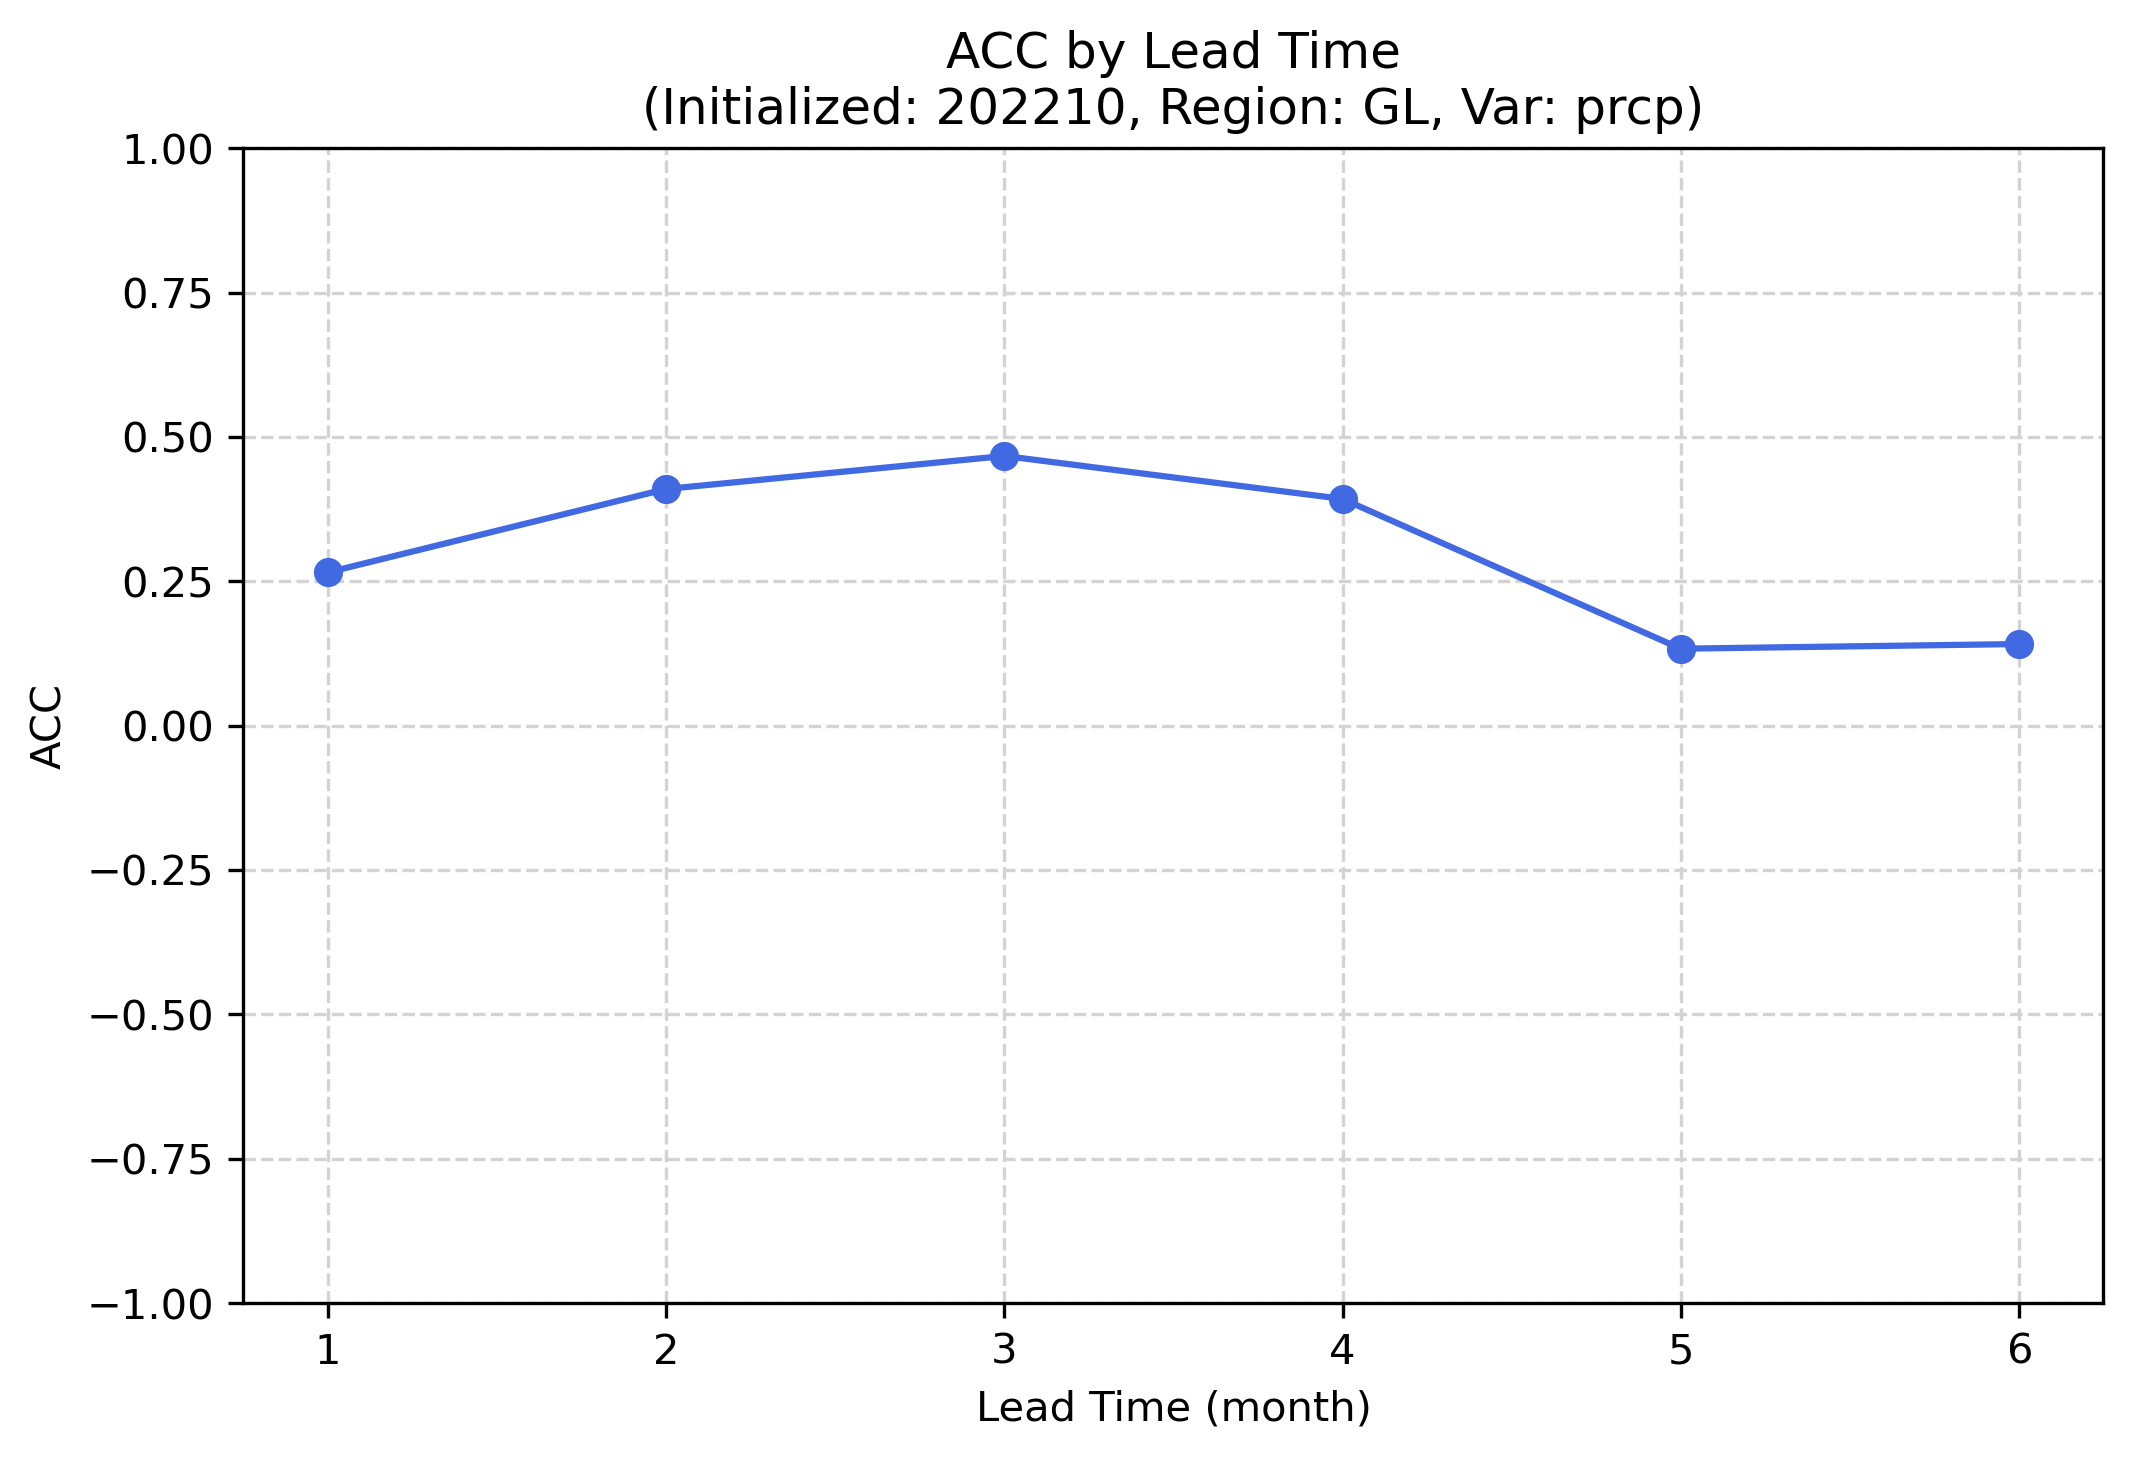 ACC by Lead Time
(Initialized: 202210, Region: GL, Var: prcp)
ACC
1.00
0.75
0.50
0.25
0.00
−0.25
−0.50
−0.75
−1.00
1 2 3 4 5 6
Lead Time (month)